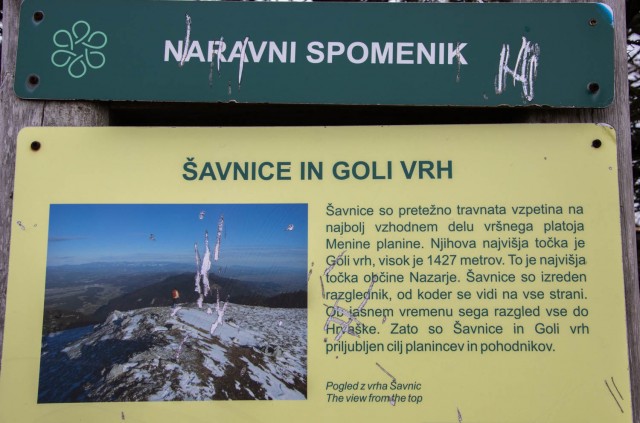 NARAVNI SPOMENIK
ŠAVNICE IN GOLI VRH
Šavnice so pretežno travnata vzpetina na
najbolj vzhodnem delu vršnega platoja
Menine planine. Njihova najvišja točka je
Goli vrh, visok je 1427 metrov. To je najvišja
točka občine Nazarje. Šavnice so izreden
razglednik, od koder se vidi na vse strani.
Ob jasnem vremenu sega razgled vse do
Hrvaške. Zato so Šavnice in Goli vrh
priljubljen cilj planincev in pohodnikov.
Pogled z vrha Šavnic
The view from the top